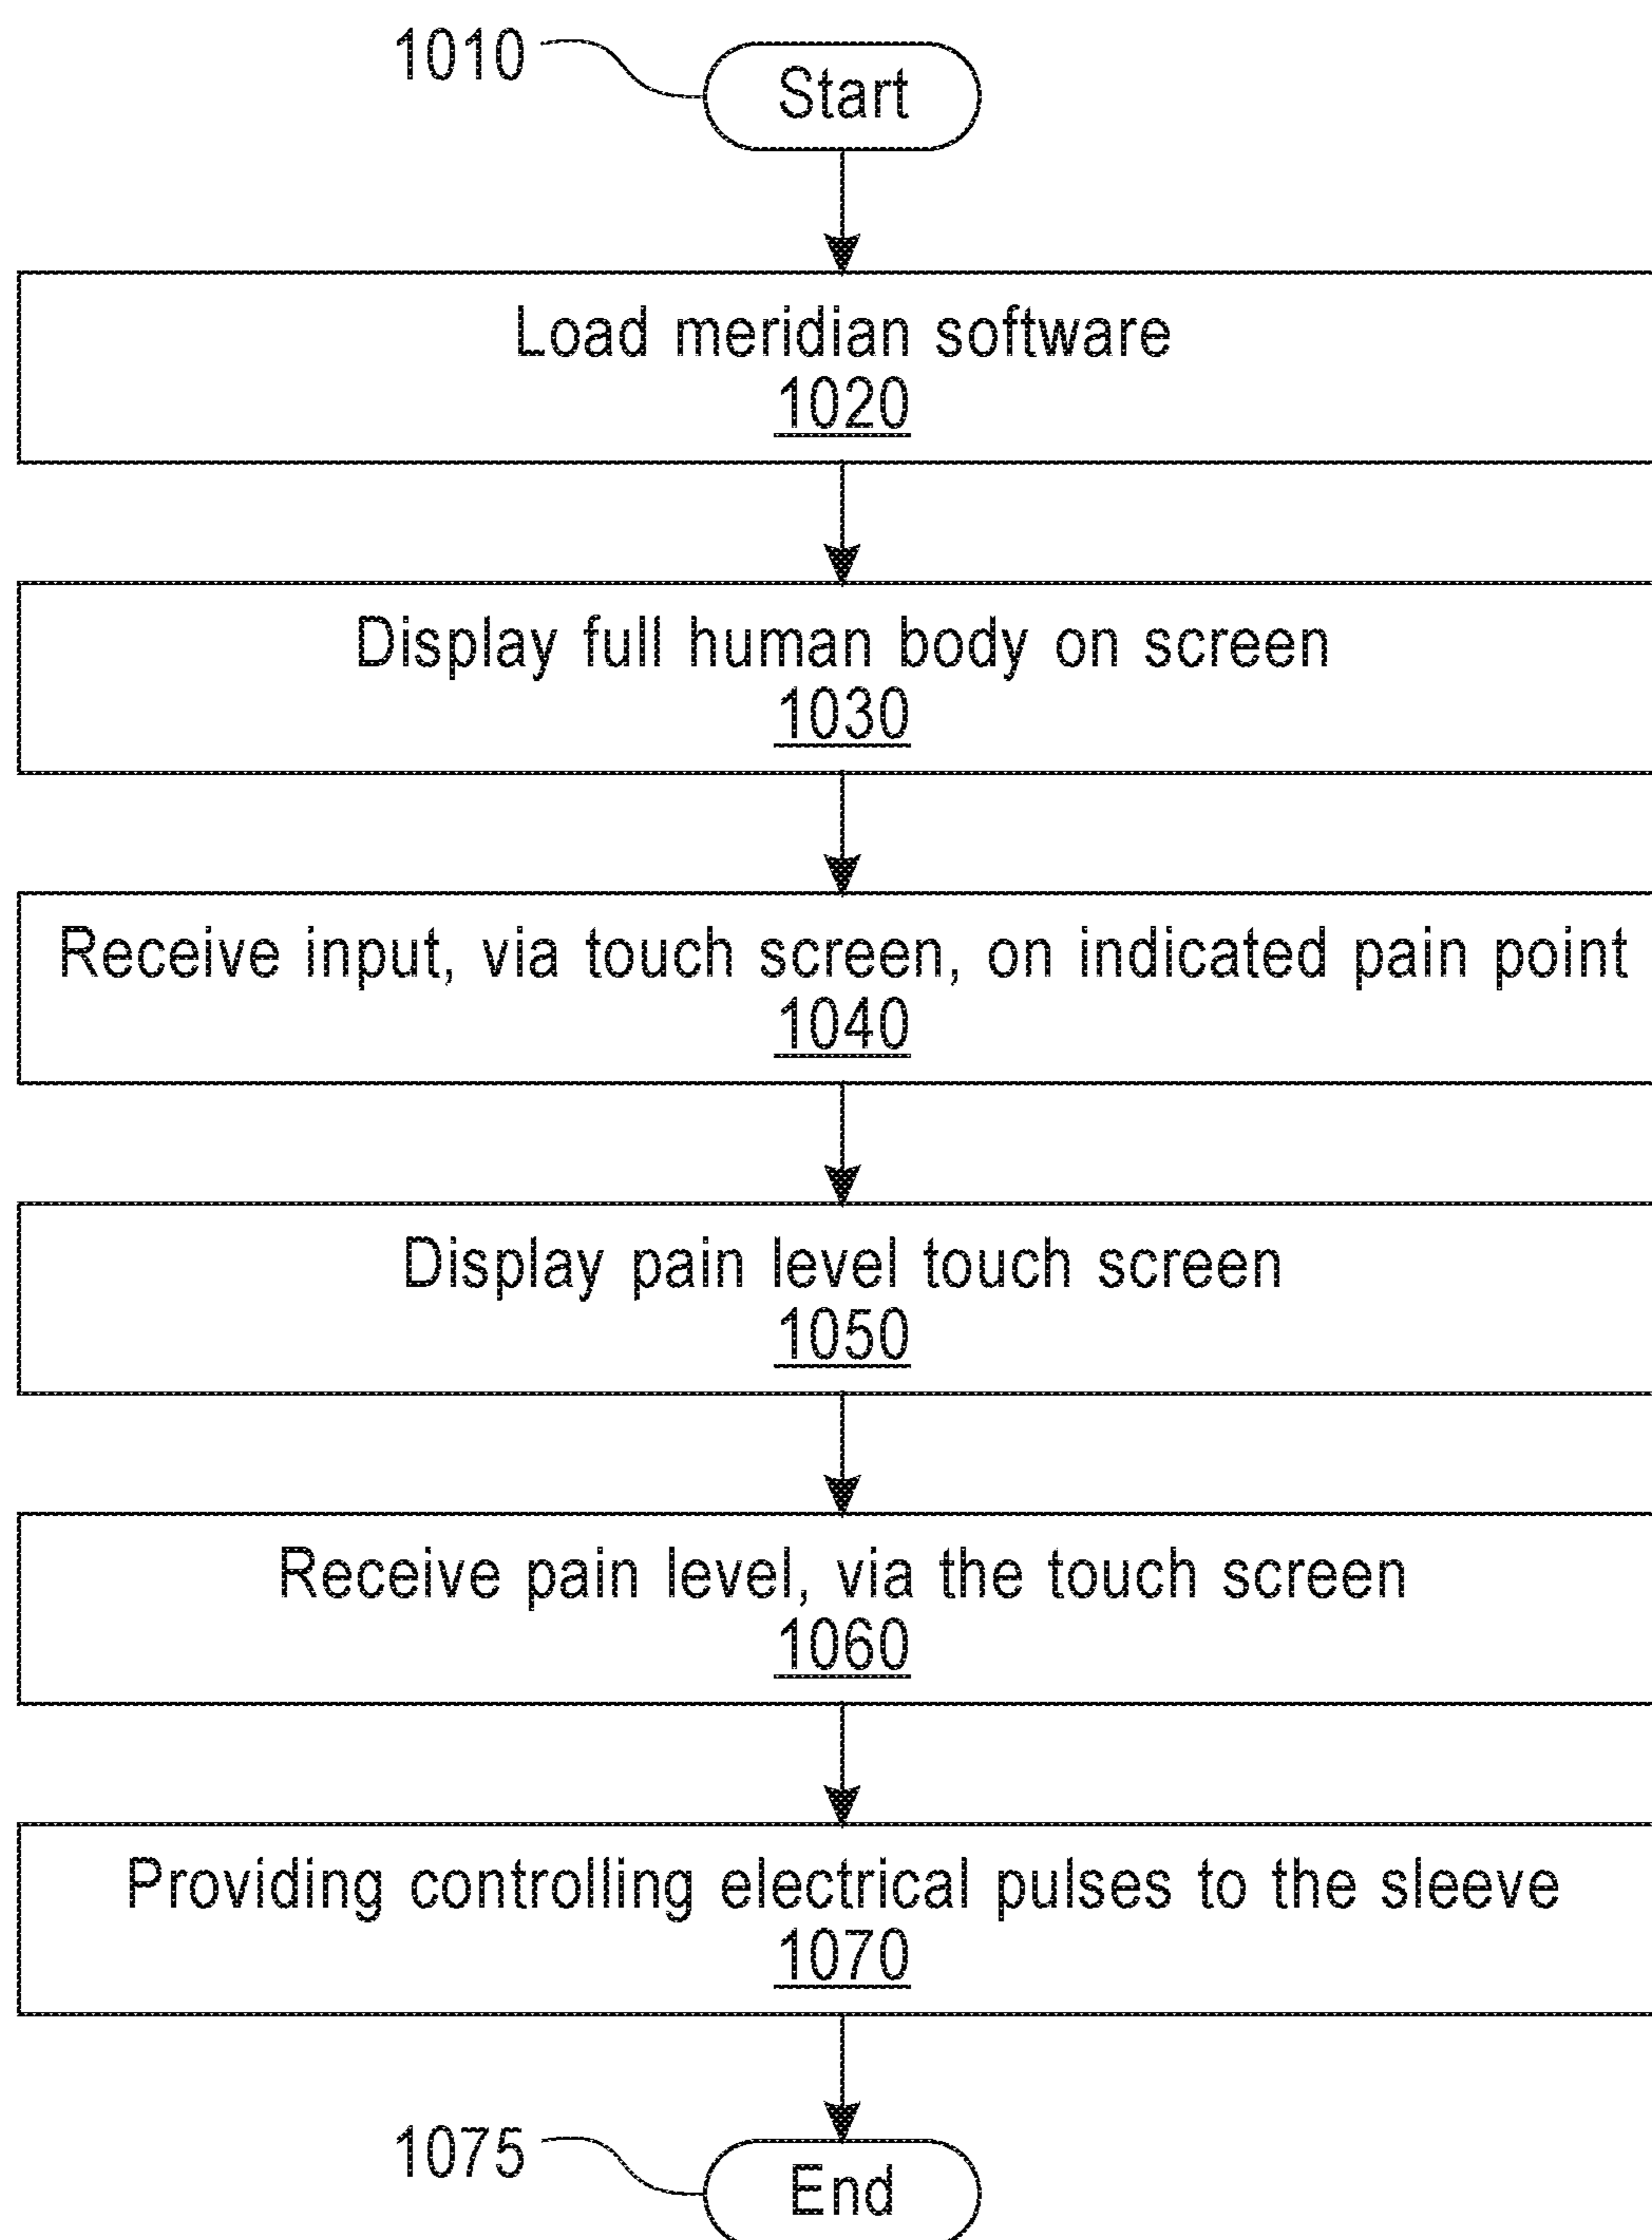 1010
Start
Load meridian software
1020
Display full human body on screen
1030
Receive input, via touch screen, on indicated pain point
1040
Display pain level touch screen
1050
Receive pain level, via the touch screen
1060
Providing controlling electrical pulses to the sleeve
1070
1075
End